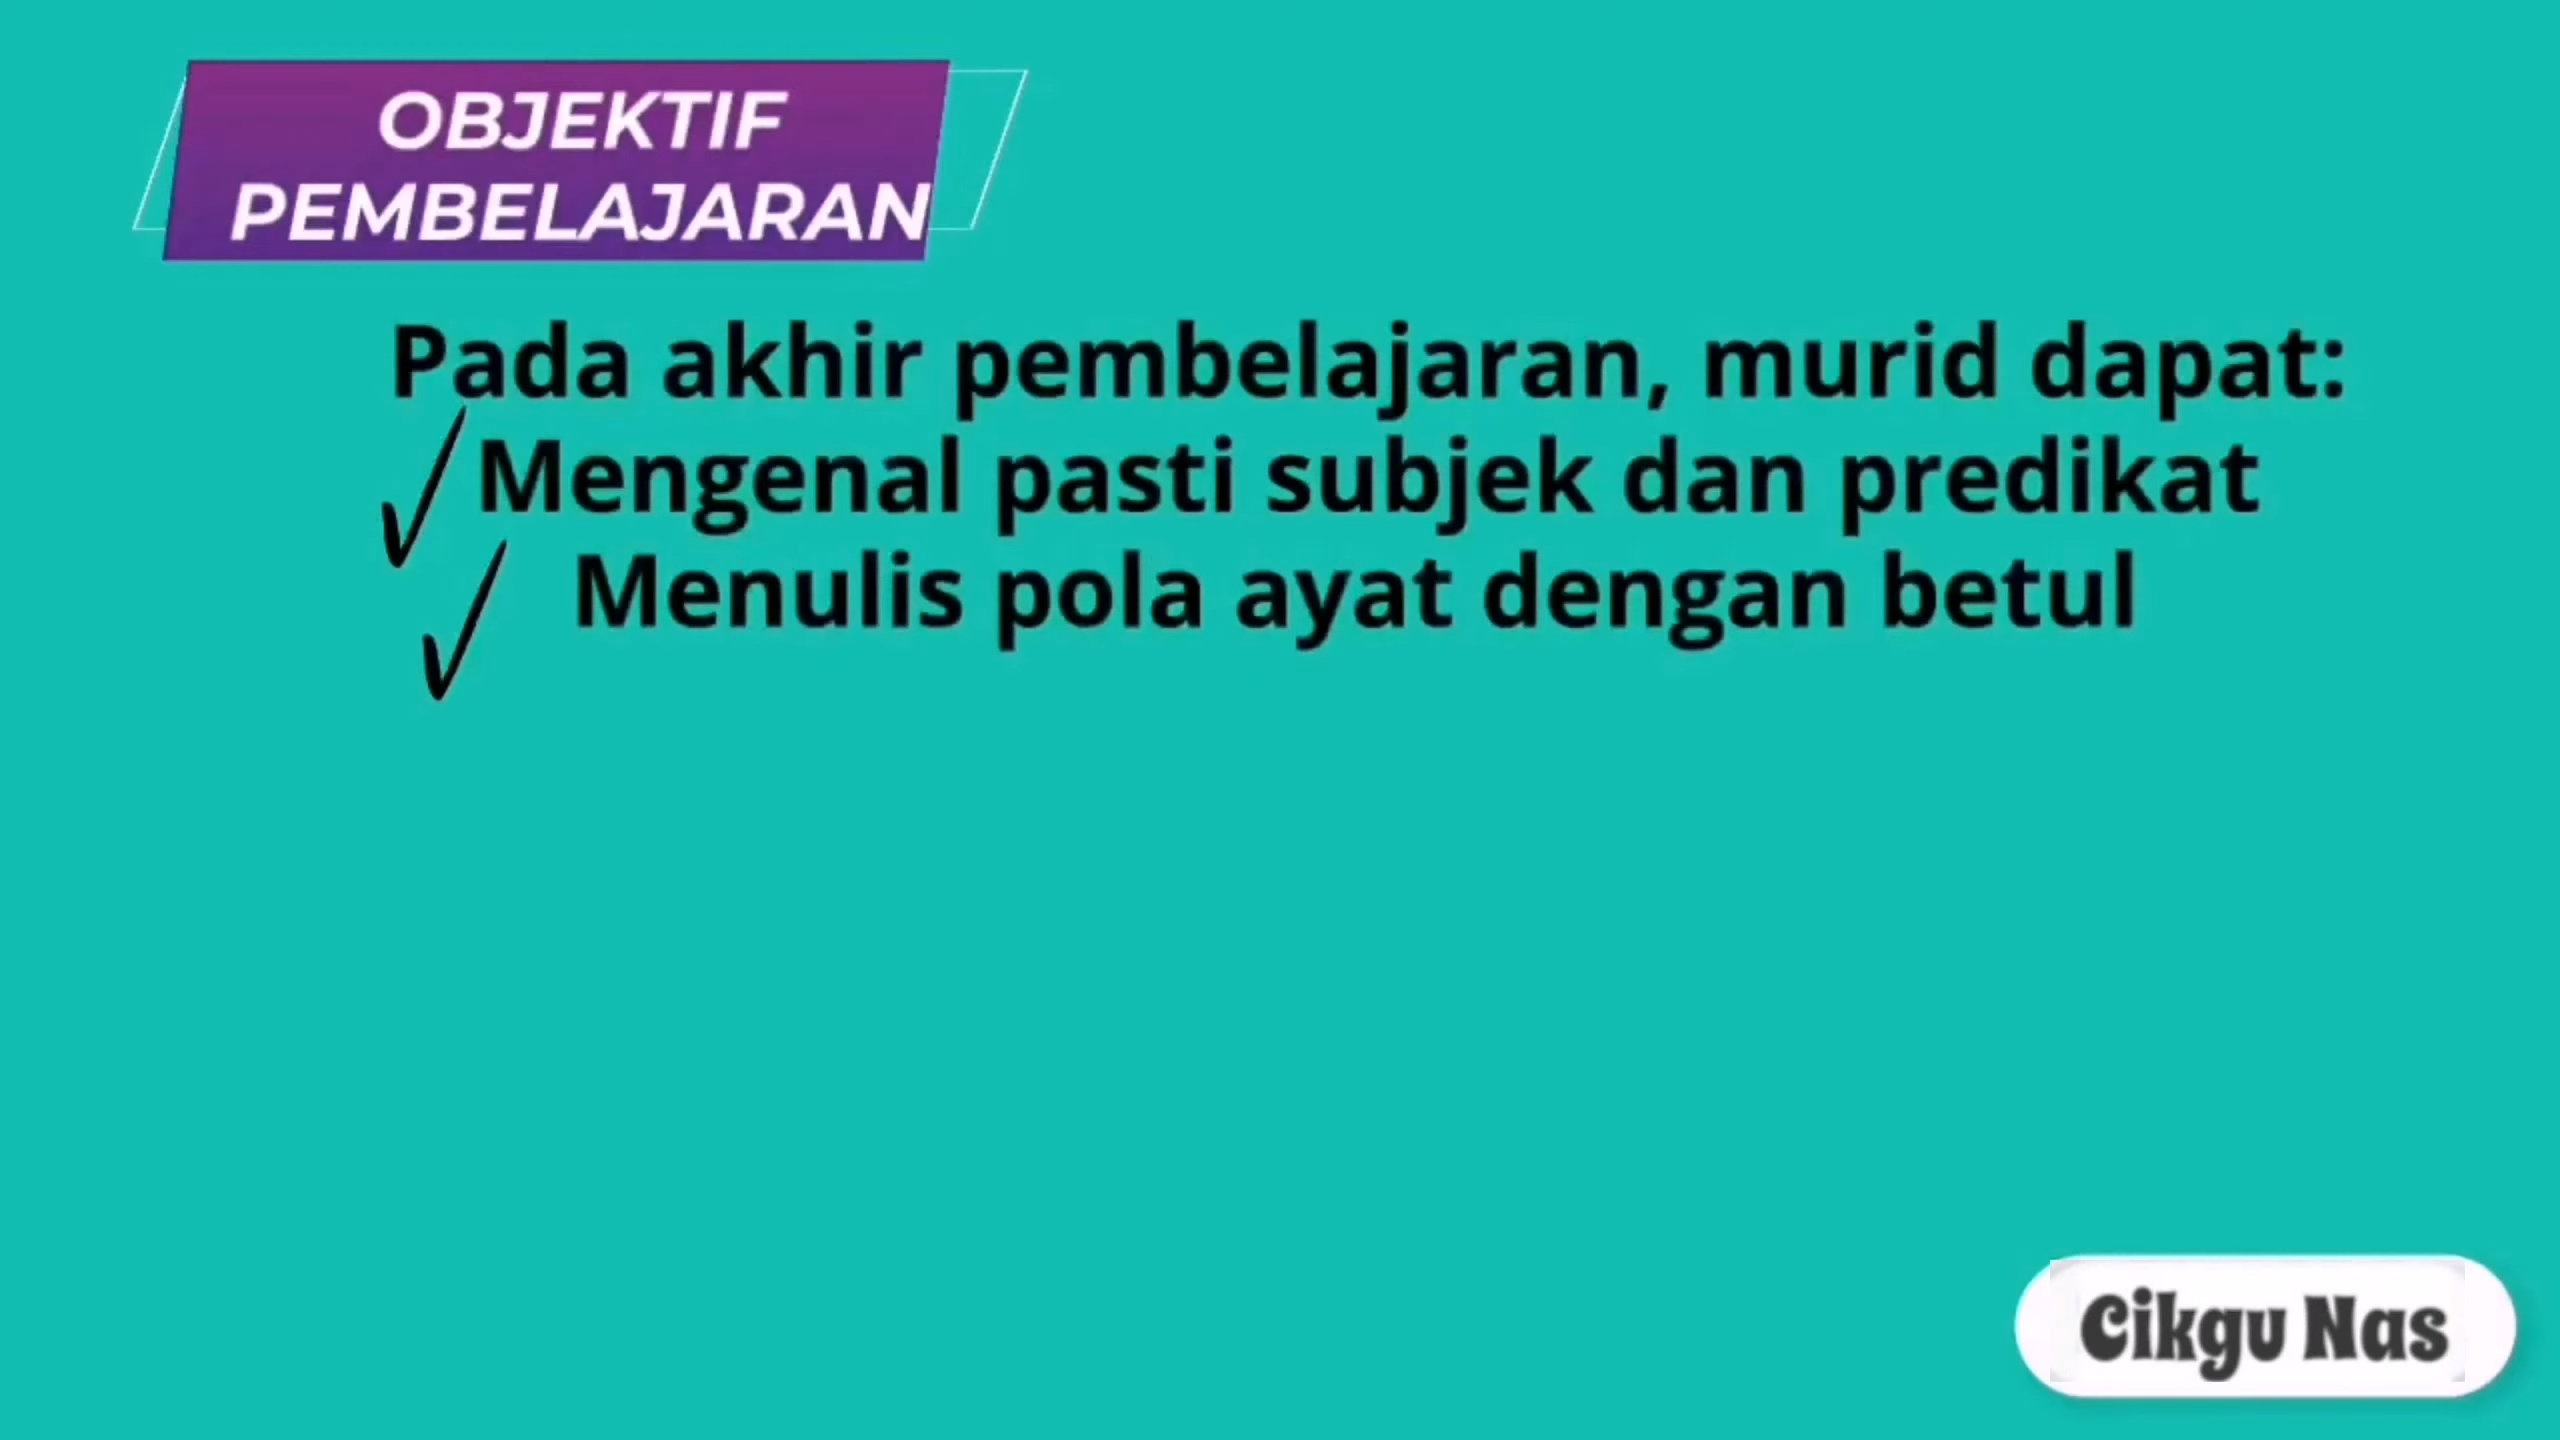 OBJEKTIF
PEMBELAJARAN
Pada akhir pembelajaran, murid dapat:
Mengenal pasti subjek dan predikat
Menulis pola ayat dengan betul
Cikgu Nas